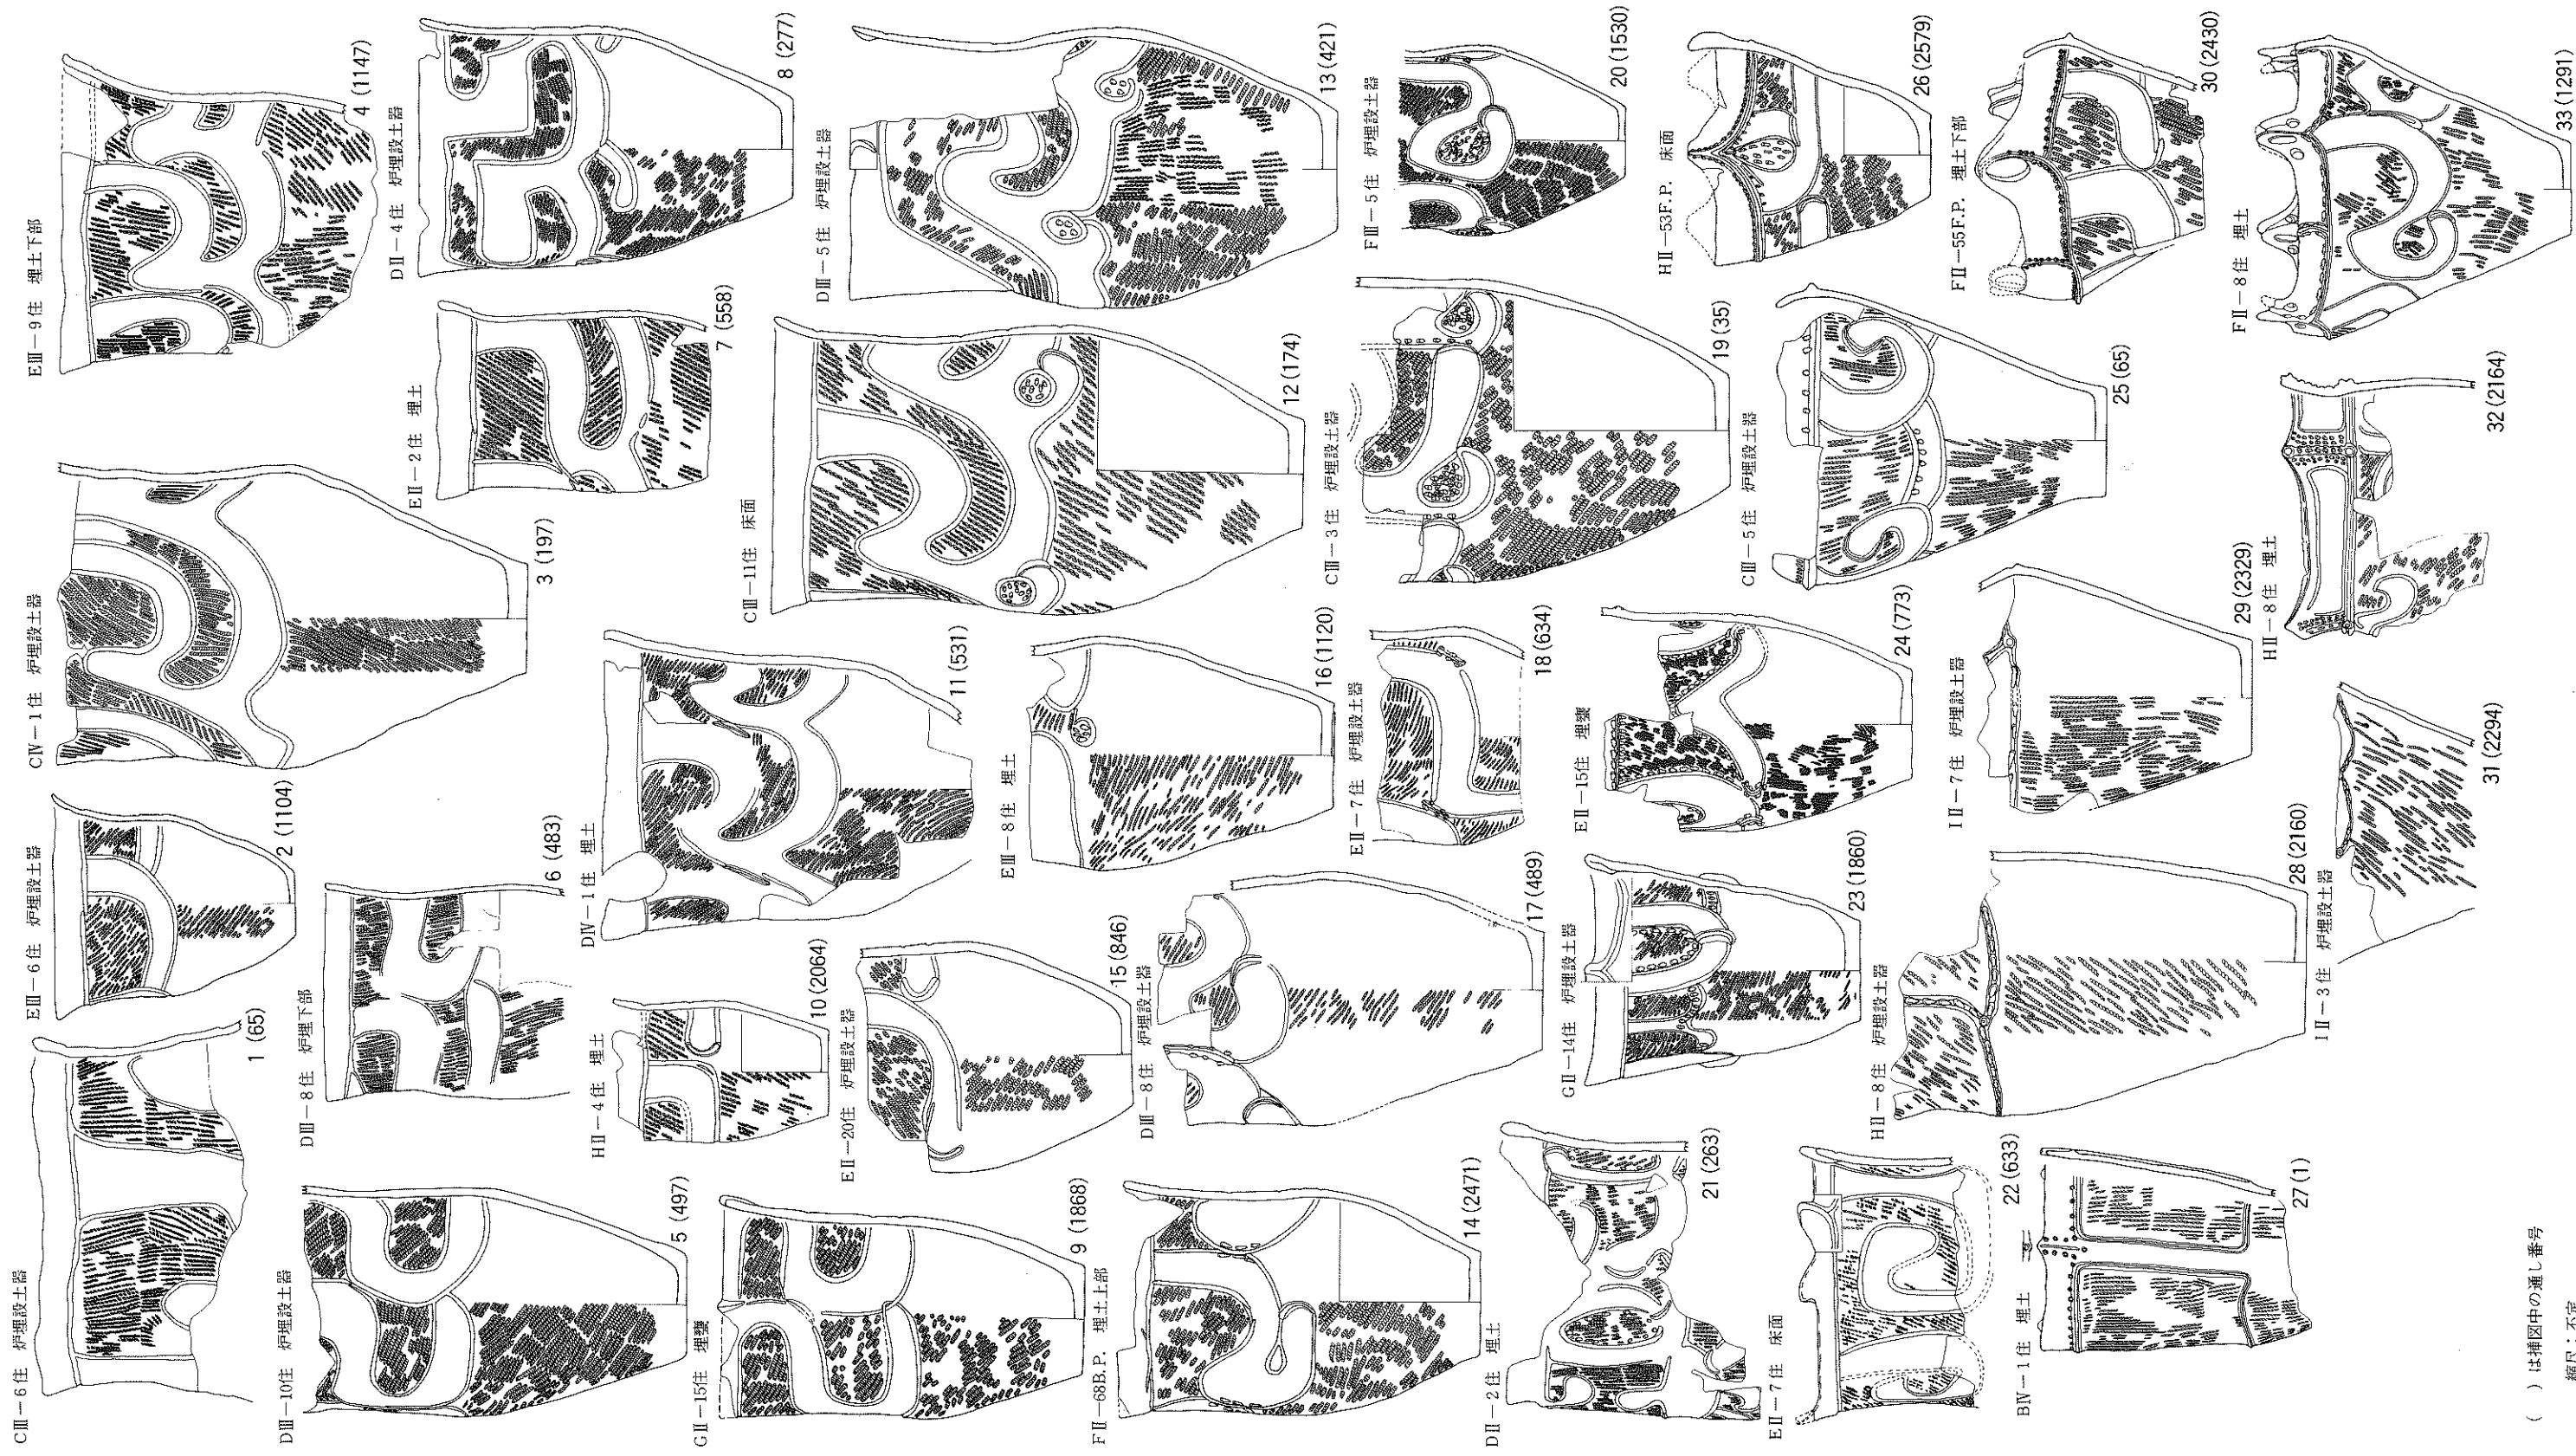 CⅢ－6住 炉埋設土器
1 (65)
EⅢ－6住 炉埋設土器
2 (1104)
CⅣ－1住 炉埋設土器
3 (197)
EⅢ－9住 埋土下部
4 (1147)
DⅢ－10住 炉埋設土器
5 (497)
DⅢ－8住 炉埋下部
6 (483)
EⅡ－2住 埋土
7 (558)
DⅡ－4住 炉埋設土器
8 (277)
GⅡ－15住 埋甕
9 (1868)
HⅡ－4住 埋土
10 (2064)
DⅣ－1住 埋土
11 (531)
CⅢ－11住 床面
12 (174)
DⅢ－5住 炉埋設土器
13 (421)
FⅡ－68B.P. 埋土上部
14 (2471)
EⅡ－20住 炉埋設土器
15 (846)
EⅢ－8住 埋土
16 (1120)
DⅢ－8住 炉埋設土器
17 (489)
EⅡ－7住 炉埋設土器
18 (634)
CⅢ－3住 炉埋設土器
19 (35)
FⅢ－5住 炉埋設土器
20 (1530)
DⅡ－2住 埋土
21 (263)
EⅡ－7住 床面
22 (633)
GⅡ－14住 炉埋設土器
23 (1860)
EⅡ－15住 埋甕
24 (773)
CⅢ－5住 炉埋設土器
25 (65)
HⅡ－53F.P. 床面
26 (2579)
BⅣ－1住 埋土
27 (1)
HⅡ－8住 炉埋設土器
28 (2160)
IⅡ－7住 炉埋設土器
29 (2329)
FⅡ－55F.P. 埋土下部
30 (2430)
IⅡ－3住 炉埋設土器
31 (2294)
HⅡ－8住 埋土
32 (2164)
FⅡ－8住 埋土
33 (1291)
（ ）は挿図中の通し番号